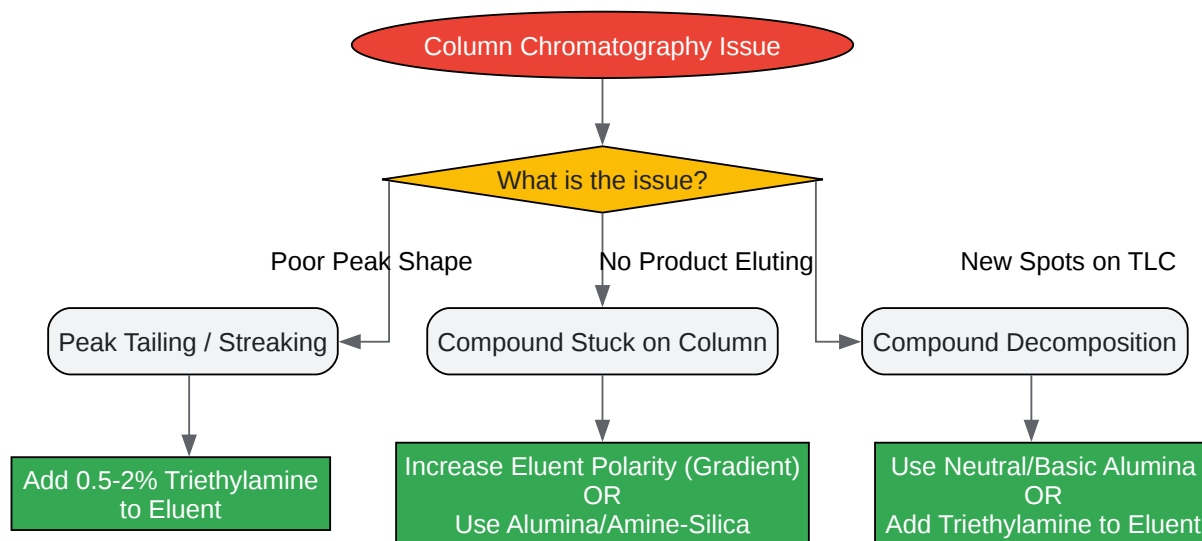 Column Chromatography Issue
What is the issue?
Poor Peak Shape
No Product Eluting
New Spots on TLC
Peak Tailing / Streaking
Compound Stuck on Column
Compound Decomposition
Add 0.5-2% Triethylamine
to Eluent
Increase Eluent Polarity (Gradient)
OR
Use Alumina/Amine-Silica
Use Neutral/Basic Alumina
OR
Add Triethylamine to Eluent